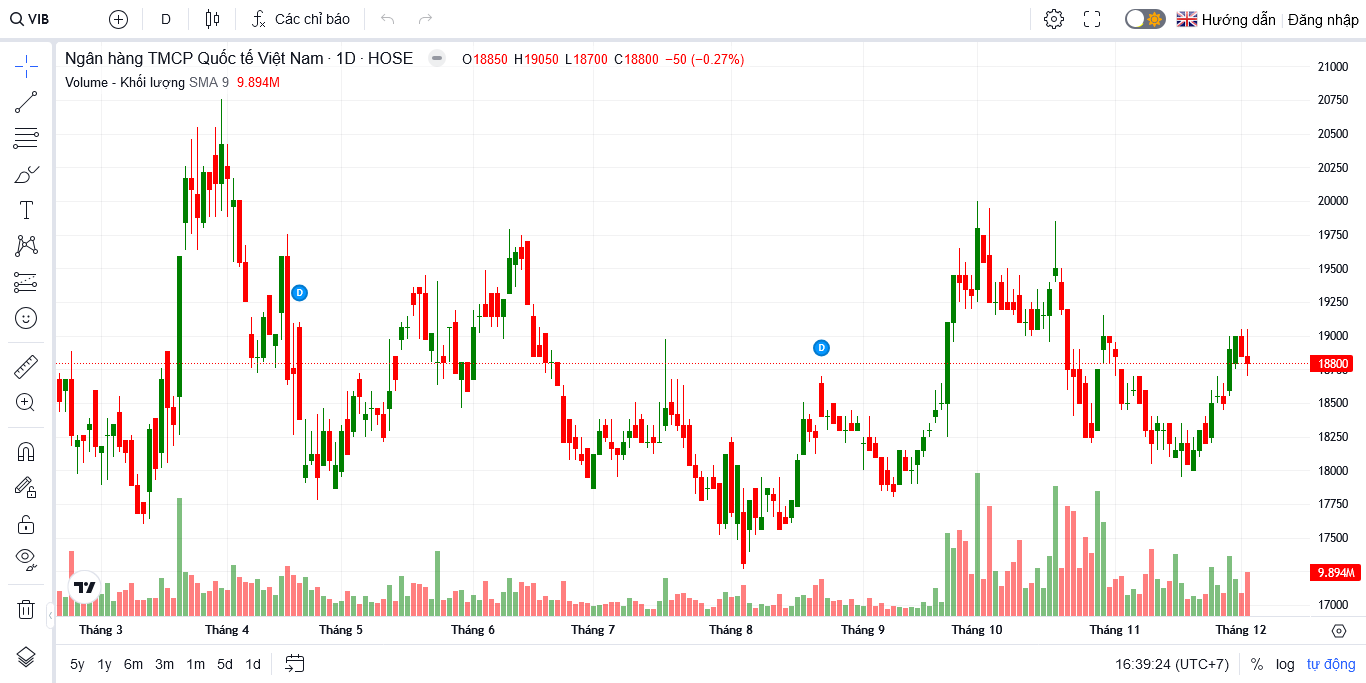 VIB D Các chỉ báo Hướng dẫn Đăng nhập
Ngân hàng TMCP Quốc tế Việt Nam · 1D · HOSE O18850 H19050 L18700 C18800 −50 (−0.27%)
Volume - Khối lượng SMA 9 9.894M
21000
20750
20500
20250
20000
19750
19500
19250
19000
18800
18750
18500
18250
18000
17750
17500
9.894M
17000
D
D
Tháng 3 Tháng 4 Tháng 5 Tháng 6 Tháng 7 Tháng 8 Tháng 9 Tháng 10 Tháng 11 Tháng 12
5y 1y 6m 3m 1m 5d 1d 16:39:24 (UTC+7) % log tự động